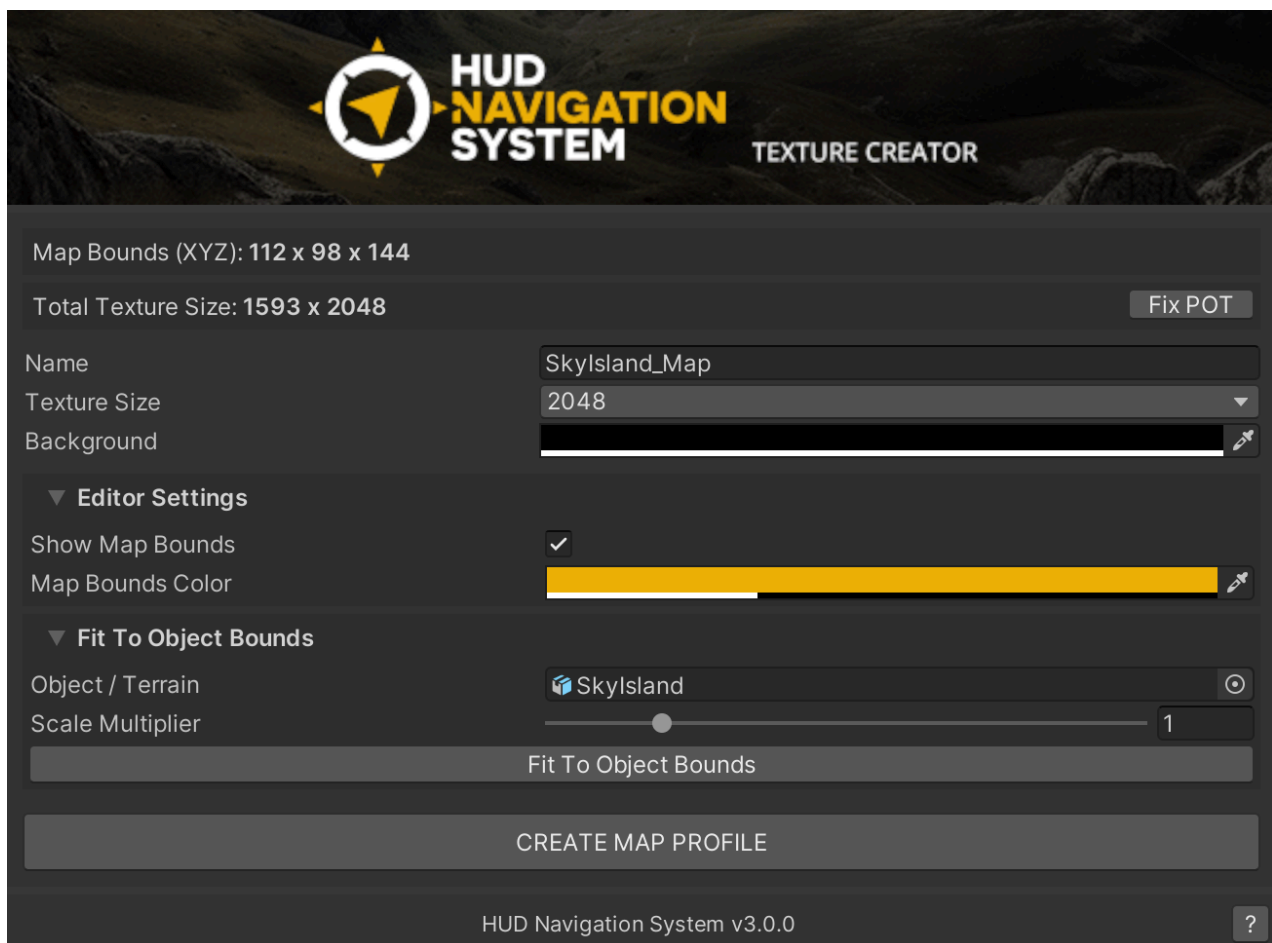 HUD
NAVIGATION
SYSTEM
TEXTURE CREATOR
Map Bounds (XYZ): 112 x 98 x 144
Total Texture Size: 1593 x 2048
Fix POT
Name
SkyIsland_Map
Texture Size
2048
Background
Editor Settings
Show Map Bounds
Map Bounds Color
Fit To Object Bounds
Object / Terrain
SkyIsland
Scale Multiplier
1
Fit To Object Bounds
CREATE MAP PROFILE
HUD Navigation System v3.0.0
?